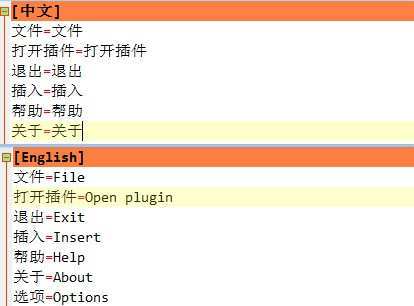 [中文]
文件=文件
打开插件=打开插件
退出=退出
插入=插入
帮助=帮助
关于=关于
[English]
文件=File
打开插件=Open plugin
退出=Exit
插入=Insert
帮助=Help
关于=About
选项=Options